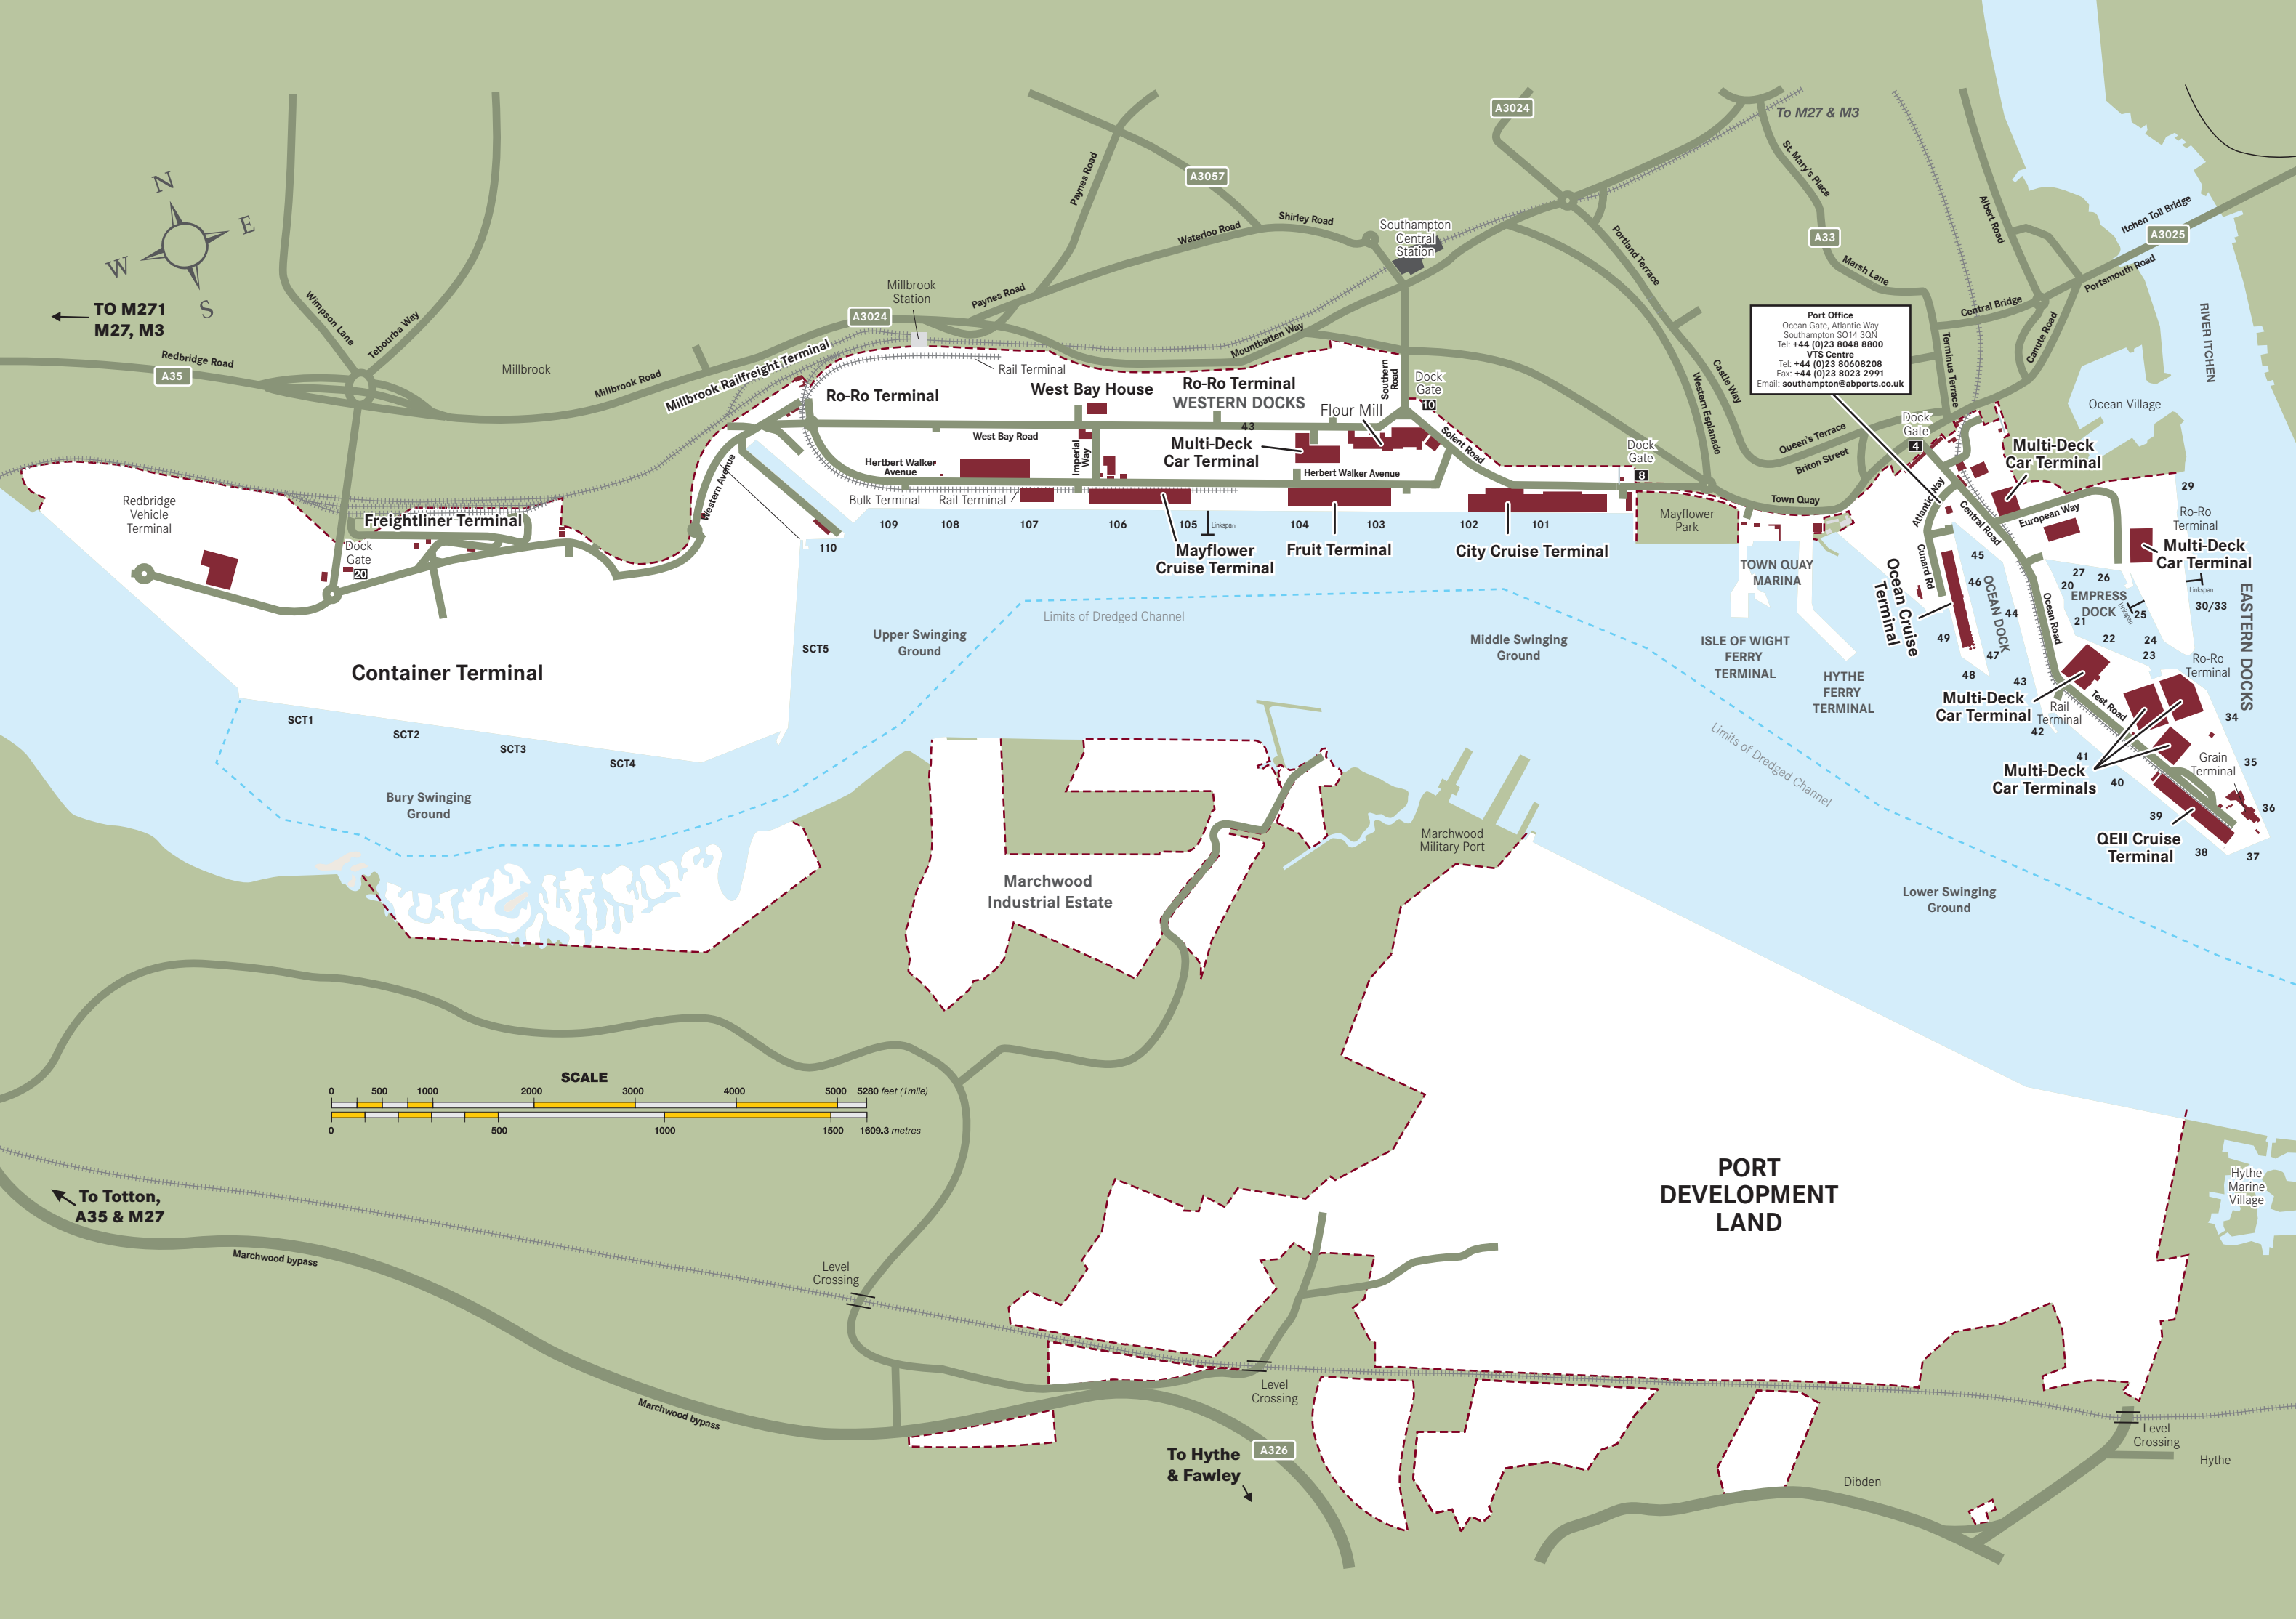 To M27 & M3
A3024
A3057
Paynes Road
St. Mary's Place
Albert Road
Itchen Toll Bridge
A3025
Portsmouth Road
A33
Marsh Lane
Central Bridge
Canute Road
Terminus Terrace
RIVER ITCHEN
Ocean Village
N
E
W
S
TO M271
M27, M3
Wimpson Lane
Tebourba Way
Redbridge Road
A35
Millbrook
Millbrook Road
Millbrook
Station
A3024
Paynes Road
Waterloo Road
Shirley Road
Southampton
Central
Station
Portland Terrace
Castle Way
Western Esplanade
Mountbatten Way
Queen's Terrace
Briton Street
Town Quay
Port Office
Ocean Gate, Atlantic Way
Southampton SO14 3QN
Tel: +44 (0)23 8048 8800
VTS Centre
Tel: +44 (0)23 80608208
Fax: +44 (0)23 8023 2991
Email: southampton@abports.co.uk
Millbrook Railfreight Terminal
Rail Terminal
Ro-Ro Terminal
West Bay House
Ro-Ro Terminal
WESTERN DOCKS
43
Southern
Road
Dock
Gate
10
Flour Mill
Multi-Deck
Car Terminal
Solent Road
West Bay Road
Imperial
Way
Hertbert Walker
Avenue
Herbert Walker Avenue
Western Avenue
Bulk Terminal
Rail Terminal
Dock
Gate
8
Mayflower
Park
109
108
107
106
105
Linkspan
104
103
102
101
110
Mayflower
Cruise Terminal
Fruit Terminal
City Cruise Terminal
Redbridge
Vehicle
Terminal
Freightliner Terminal
Dock
Gate
20
Container Terminal
SCT1
SCT2
SCT3
SCT4
SCT5
Bury Swinging
Ground
Upper Swinging
Ground
Limits of Dredged Channel
Middle Swinging
Ground
Limits of Dredged Channel
Lower Swinging
Ground
TOWN QUAY
MARINA
ISLE OF WIGHT
FERRY
TERMINAL
HYTHE
FERRY
TERMINAL
Dock
Gate
4
Multi-Deck
Car Terminal
Atlantic Way
Central Road
European Way
Cunard Rd
Ocean Road
Test Road
29
Ro-Ro
Terminal
Multi-Deck
Car Terminal
Linkspan
30/33
EASTERN DOCKS
Ocean Cruise
Terminal
OCEAN DOCK
45
46
44
49
47
48
43
27
26
20
EMPRESS
DOCK
Linkspan
25
21
22
24
23
Ro-Ro
Terminal
Multi-Deck
Car Terminal
Rail
Terminal
42
34
35
Grain
Terminal
41
40
Multi-Deck
Car Terminals
39
36
QEII Cruise
Terminal
38
37
Marchwood
Industrial Estate
Marchwood
Military Port
PORT
DEVELOPMENT
LAND
Hythe
Marine
Village
SCALE
0
500
1000
2000
3000
4000
5000
5280 feet (1mile)
0
500
1000
1500
1609,3 metres
To Totton,
A35 & M27
Marchwood bypass
Marchwood bypass
Level
Crossing
Level
Crossing
Level
Crossing
To Hythe
& Fawley
A326
Dibden
Hythe